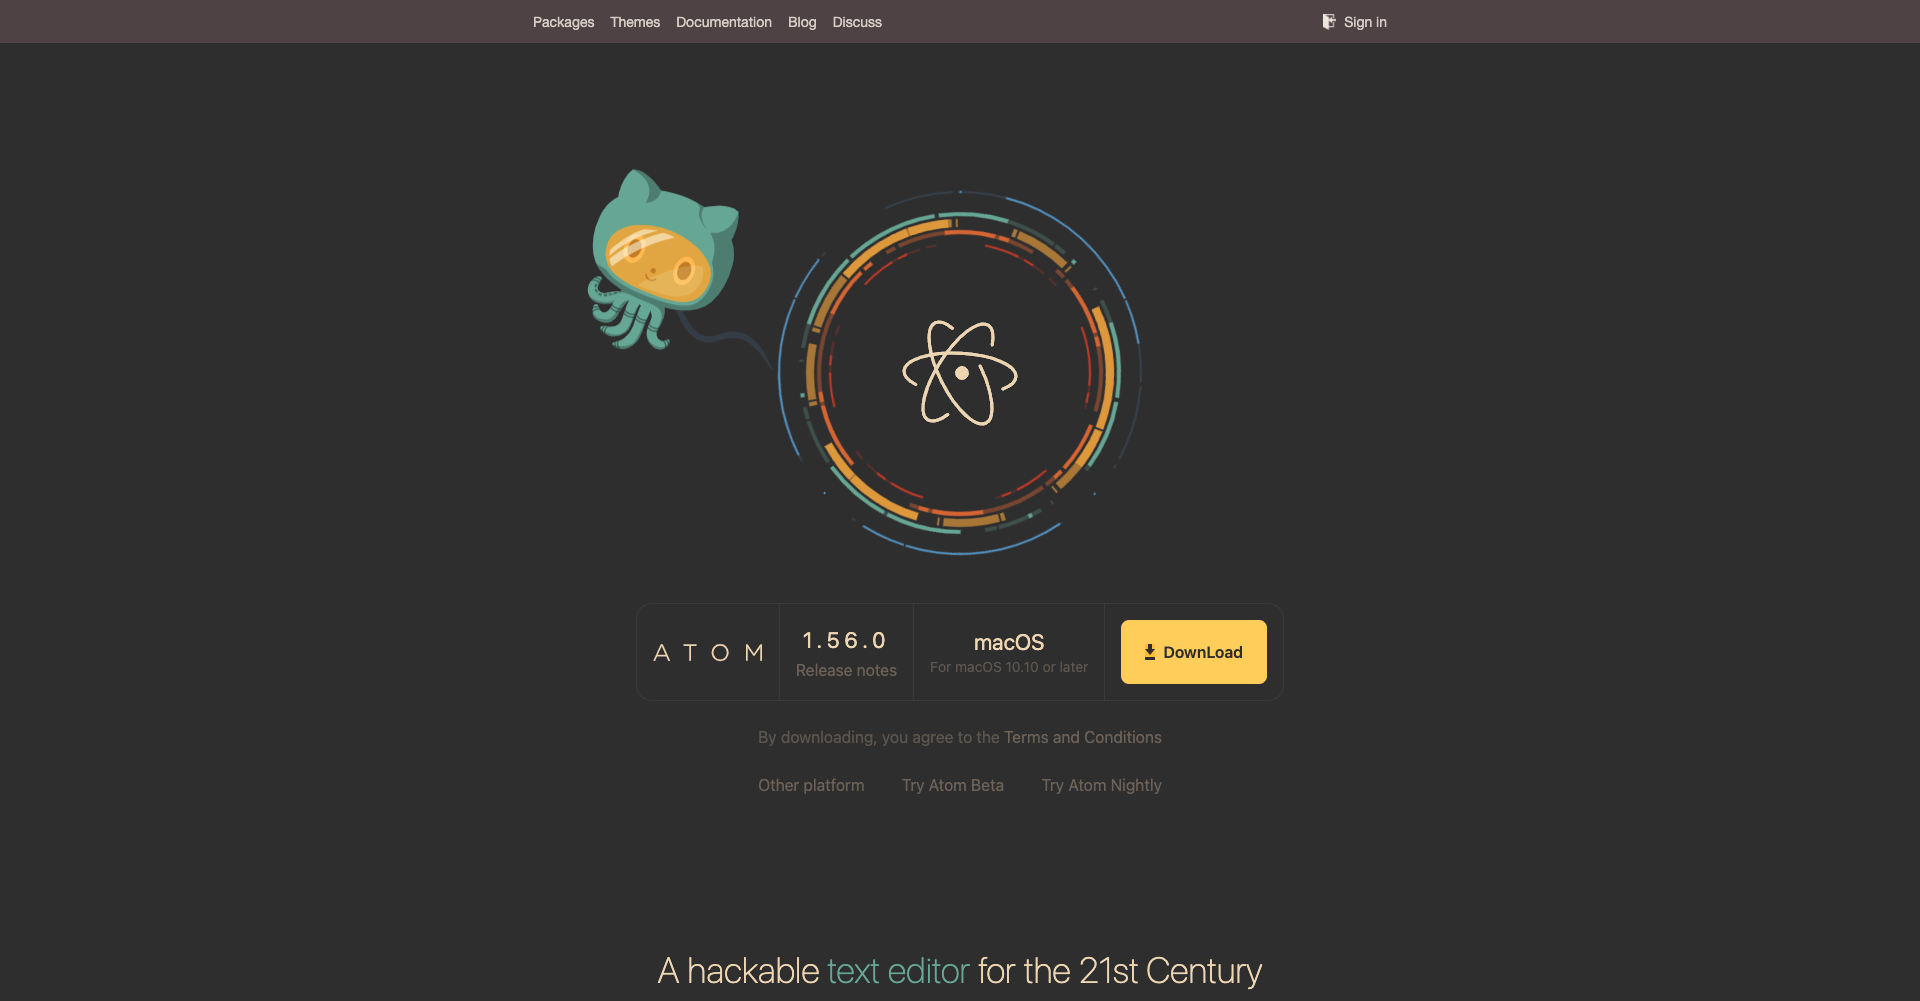 Packages Themes Documentation Blog Discuss Sign in
ATOM
1.56.0
Release notes
macOS
For macOS 10.10 or later
DownLoad
By downloading, you agree to the Terms and Conditions
Other platform Try Atom Beta Try Atom Nightly
A hackable text editor for the 21st Century